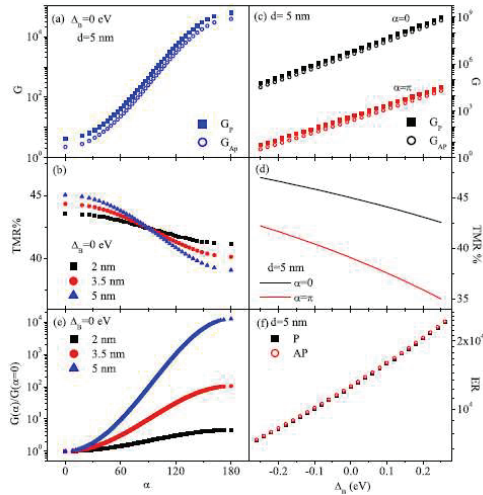 (a) Δ_B=0 eV
d=5 nm
10^4
10^2
10^0
G
G_P
G_Ap
(b)
45
42
TMR%
Δ_B=0 eV
2 nm
3.5 nm
5 nm
(e) Δ_B=0 eV
2 nm
3.5 nm
5 nm
10^4
10^3
10^2
10^1
10^0
G(α)/G(α=0)
0 60 120 180
α
(c) d= 5 nm
α=0
α=π
G_P
G_AP
10^9
10^6
10^3
10^0
G
(d)
d=5 nm
α=0
α=π
45
40
35
TMR %
(f) d=5 nm
P
AP
2x10^4
10^4
ER
-0.2 -0.1 0.0 0.1 0.2
Δ_B (eV)